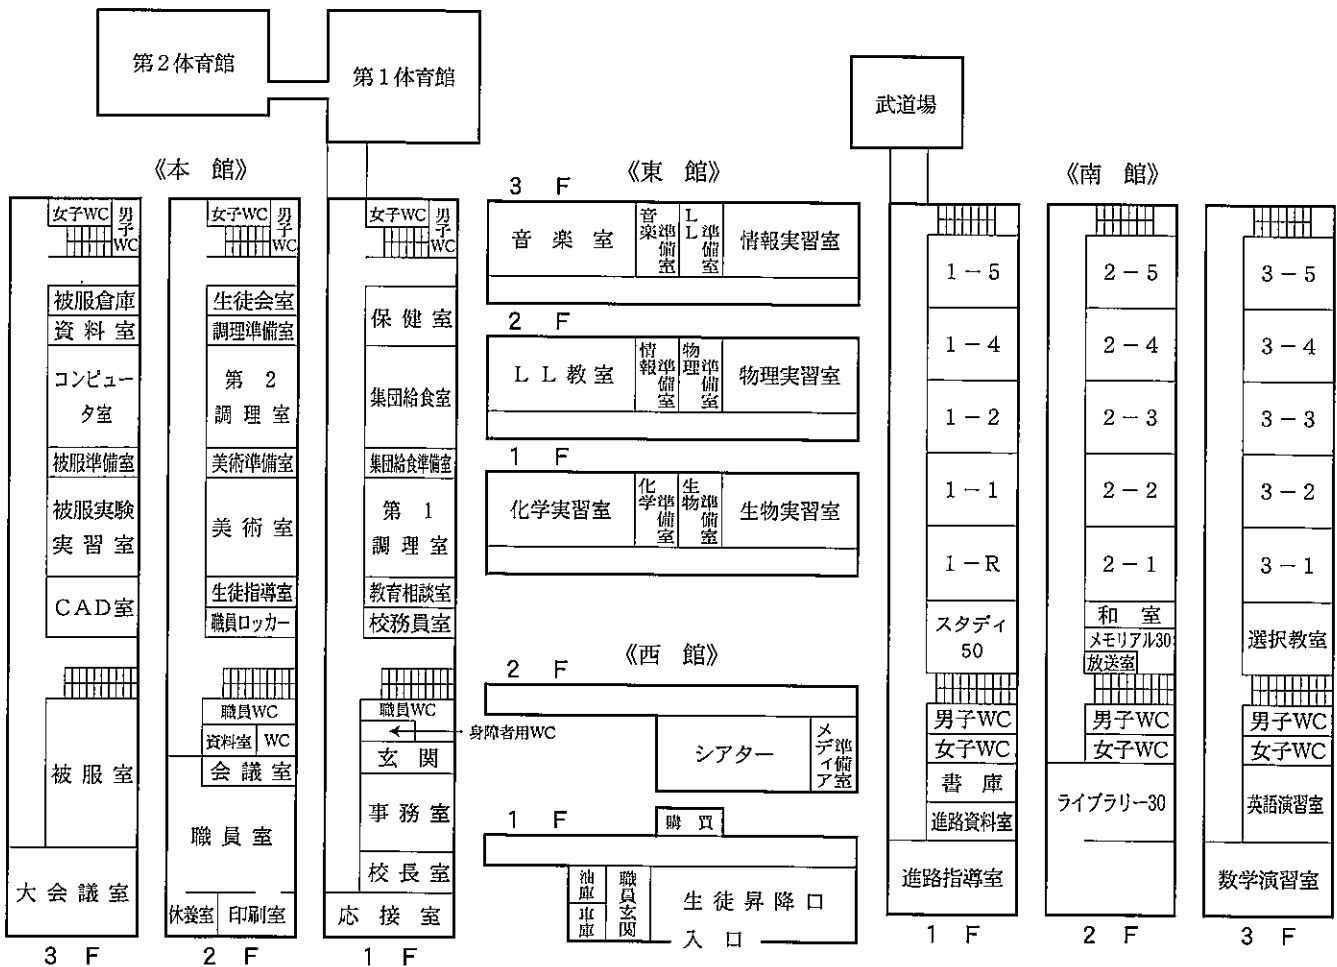 第2体育館
第1体育館
武道場
《本 館》
女子WC
男子WC
被服倉庫
資料室
コンピュー
タ室
被服準備室
被服実験
実習室
CAD室
被服室
大会議室
3 F
女子WC
男子WC
生徒会室
調理準備室
第 2
調理室
美術準備室
美術室
生徒指導室
職員ロッカー
職員WC
資料室
WC
会議室
職員室
休養室
印刷室
2 F
女子WC
男子WC
保健室
集団給食室
集団給食準備室
第 1
調理室
教育相談室
校務員室
職員WC
身障者用WC
玄関
事務室
校長室
応接室
1 F
《東 館》
3 F
音楽室
音楽準備室
LL準備室
情報実習室
2 F
LL教室
情報準備室
物理準備室
物理実習室
1 F
化学実習室
化学準備室
生物準備室
生物実習室
《西 館》
2 F
シアター
メディア準備室
1 F
購買
油庫
車庫
職員玄関
生徒昇降口
入口
《南 館》
1-5
1-4
1-2
1-1
1-R
スタディ
50
男子WC
女子WC
書庫
進路資料室
進路指導室
1 F
2-5
2-4
2-3
2-2
2-1
和室
メモリアル30
放送室
男子WC
女子WC
ライブラリー30
2 F
3-5
3-4
3-3
3-2
3-1
選択教室
男子WC
女子WC
英語演習室
数学演習室
3 F